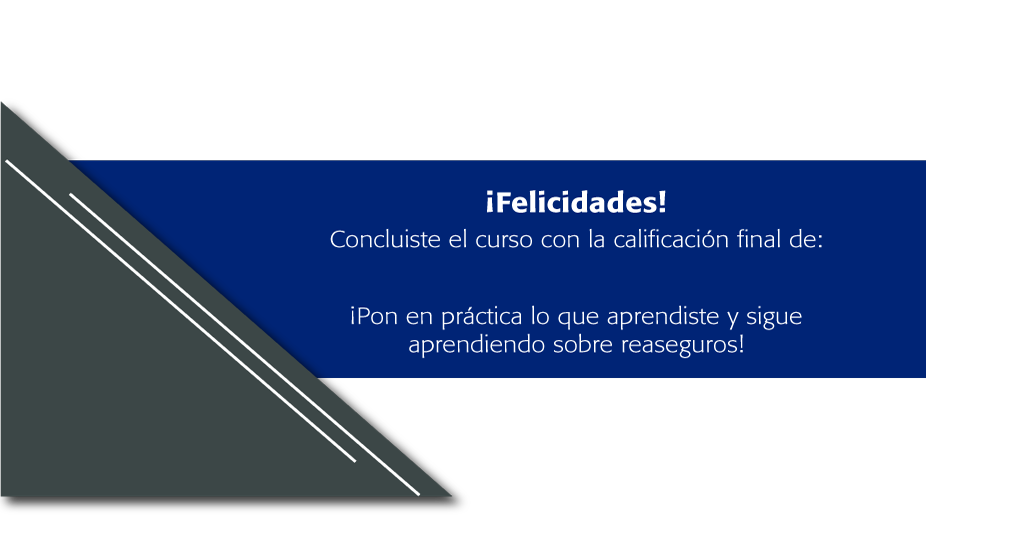 ¡Felicidades!
Concluiste el curso con la calificación final de:
¡Pon en práctica lo que aprendiste y sigue
aprendiendo sobre reaseguros!